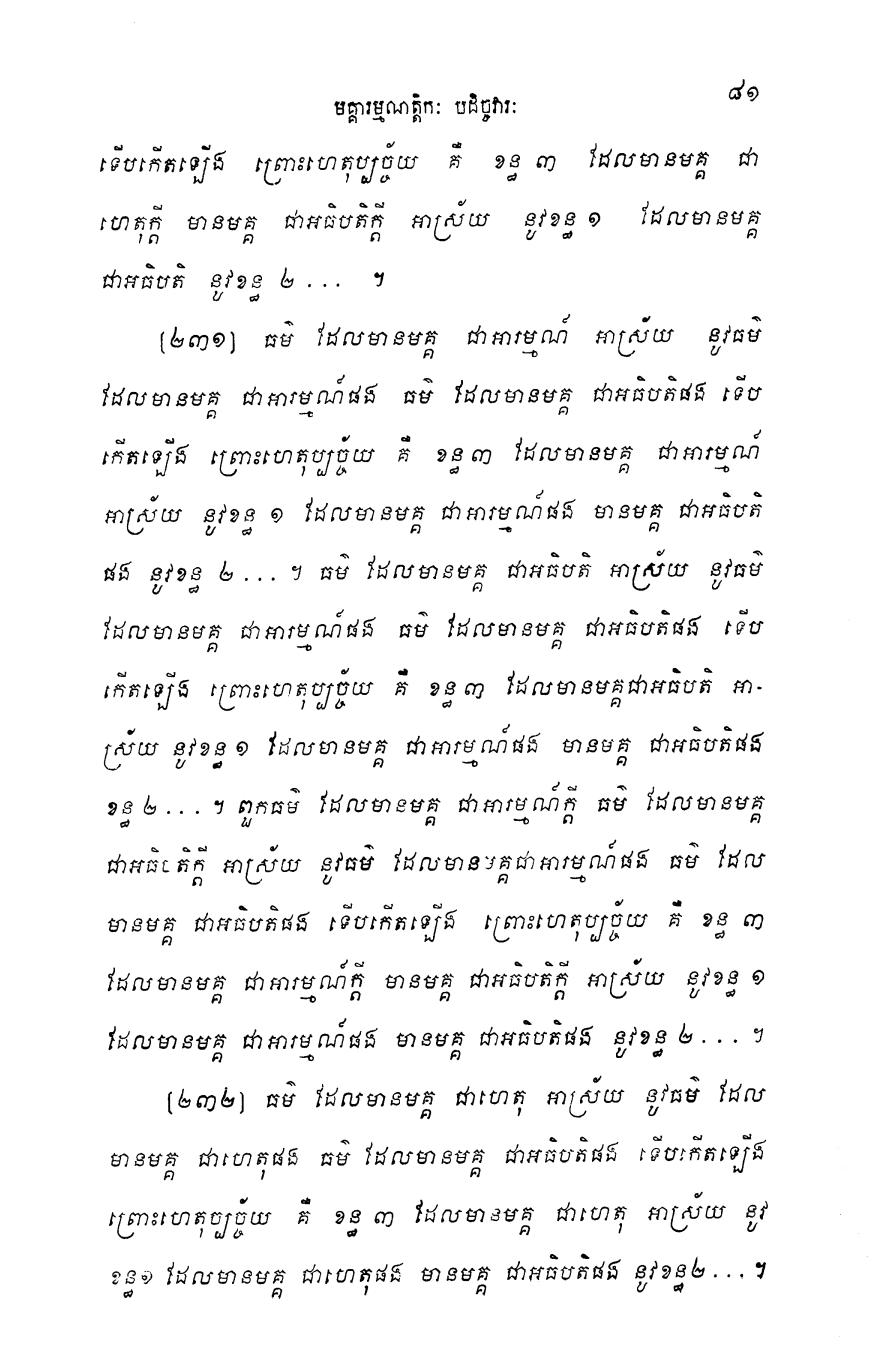 មគ្គារម្មណត្តិកៈ បដិច្ចវារៈ
៨១
ទើបកើតឡើង ព្រោះហេតុប្បច្ច័យ គឺ ខន្ធ ៣ ដែលមានមគ្គ ជា
ហេតុក្តី មានមគ្គ ជាអធិបតិក្តី អាស្រ័យ នូវខន្ធ ១ ដែលមានមគ្គ
ជាអធិបតិ នូវខន្ធ ២ ... ។
[២៣១] ធម៌ ដែលមានមគ្គ ជាអារម្មណ៍ អាស្រ័យ នូវធម៌
ដែលមានមគ្គ ជាអារម្មណ៍ផង ធម៌ ដែលមានមគ្គ ជាអធិបតិផង ទើប
កើតឡើង ព្រោះហេតុប្បច្ច័យ គឺ ខន្ធ ៣ ដែលមានមគ្គ ជាអារម្មណ៍
អាស្រ័យ នូវខន្ធ ១ ដែលមានមគ្គ ជាអារម្មណ៍ផង មានមគ្គ ជាអធិបតិ
ផង នូវខន្ធ ២ ... ។ ធម៌ ដែលមានមគ្គ ជាអធិបតិ អាស្រ័យ នូវធម៌
ដែលមានមគ្គ ជាអារម្មណ៍ផង ធម៌ ដែលមានមគ្គ ជាអធិបតិផង ទើប
កើតឡើង ព្រោះហេតុប្បច្ច័យ គឺ ខន្ធ ៣ ដែលមានមគ្គជាអធិបតិ អា-
ស្រ័យ នូវខន្ធ ១ ដែលមានមគ្គ ជាអារម្មណ៍ផង មានមគ្គ ជាអធិបតិផង
ខន្ធ ២ ... ។ ពួកធម៌ ដែលមានមគ្គ ជាអារម្មណ៍ក្តី ធម៌ ដែលមានមគ្គ
ជាអធិបតិក្តី អាស្រ័យ នូវធម៌ ដែលមានមគ្គជាអារម្មណ៍ផង ធម៌ ដែល
មានមគ្គ ជាអធិបតិផង ទើបកើតឡើង ព្រោះហេតុប្បច្ច័យ គឺ ខន្ធ ៣
ដែលមានមគ្គ ជាអារម្មណ៍ក្តី មានមគ្គ ជាអធិបតិក្តី អាស្រ័យ នូវខន្ធ ១
ដែលមានមគ្គ ជាអារម្មណ៍ផង មានមគ្គ ជាអធិបតិផង នូវខន្ធ ២ ... ។
[២៣២] ធម៌ ដែលមានមគ្គ ជាហេតុ អាស្រ័យ នូវធម៌ ដែល
មានមគ្គ ជាហេតុផង ធម៌ ដែលមានមគ្គ ជាអធិបតិផង ទើបកើតឡើង
ព្រោះហេតុប្បច្ច័យ គឺ ខន្ធ ៣ ដែលមានមគ្គ ជាហេតុ អាស្រ័យ នូវ
ខន្ធ១ ដែលមានមគ្គ ជាហេតុផង មានមគ្គ ជាអធិបតិផង នូវខន្ធ២ ... ។